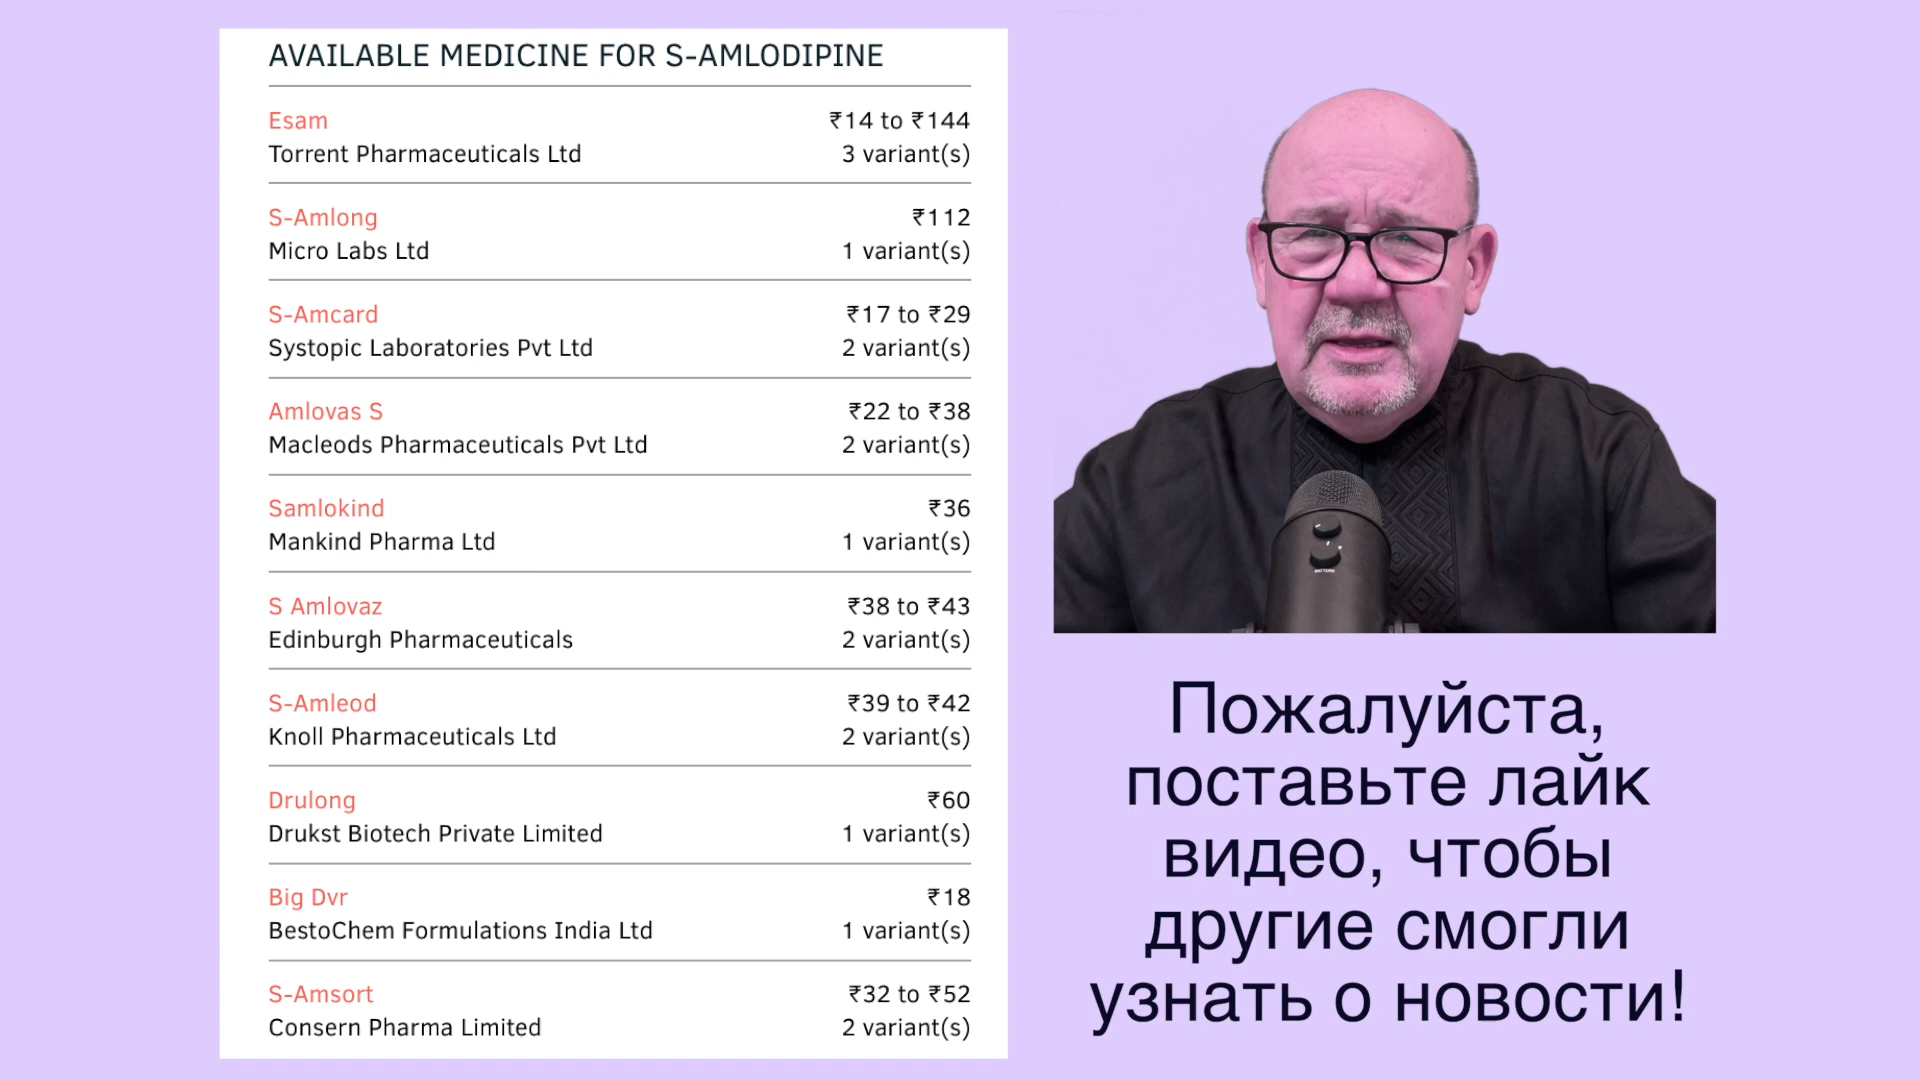 AVAILABLE MEDICINE FOR S-AMLODIPINE
Esam ₹14 to ₹144
Torrent Pharmaceuticals Ltd 3 variant(s)
S-Amlong ₹112
Micro Labs Ltd 1 variant(s)
S-Amcard ₹17 to ₹29
Systopic Laboratories Pvt Ltd 2 variant(s)
Amlovas S ₹22 to ₹38
Macleods Pharmaceuticals Pvt Ltd 2 variant(s)
Samlokind ₹36
Mankind Pharma Ltd 1 variant(s)
S Amlovaz ₹38 to ₹43
Edinburgh Pharmaceuticals 2 variant(s)
S-Amleod ₹39 to ₹42
Knoll Pharmaceuticals Ltd 2 variant(s)
Drulong ₹60
Drukst Biotech Private Limited 1 variant(s)
Big Dvr ₹18
BestoChem Formulations India Ltd 1 variant(s)
S-Amsort ₹32 to ₹52
Consern Pharma Limited 2 variant(s)
PATTERN
Пожалуйста,
поставьте лайк
видео, чтобы
другие смогли
узнать о новости!